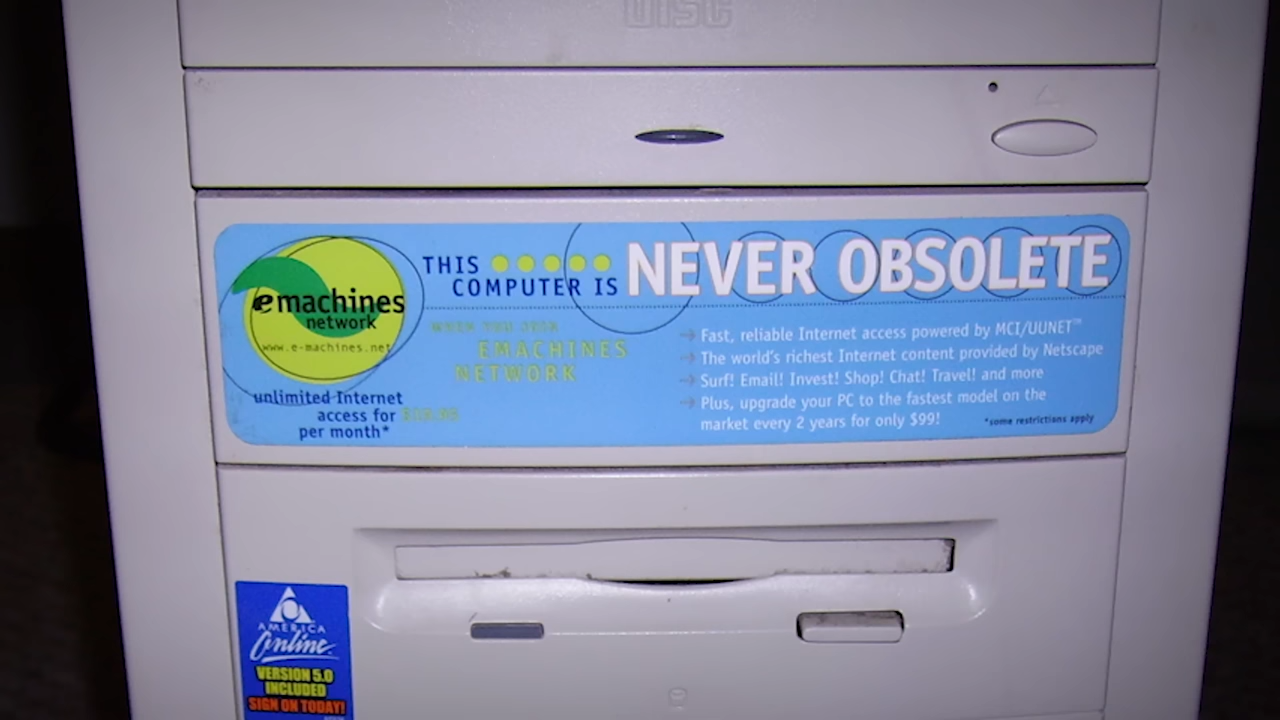 DISC
THIS COMPUTER IS NEVER OBSOLETE
emachines
network
www.e-machines.net
unlimited Internet
access for $19.95
per month*
WHEN YOU JOIN
EMACHINES
NETWORK
Fast, reliable Internet access powered by MCI/UUNET™
The world's richest Internet content provided by Netscape
Surf! Email! Invest! Shop! Chat! Travel! and more
Plus, upgrade your PC to the fastest model on the
market every 2 years for only $99!
*some restrictions apply
AMERICA
Online
VERSION 5.0
INCLUDED
SIGN ON TODAY!